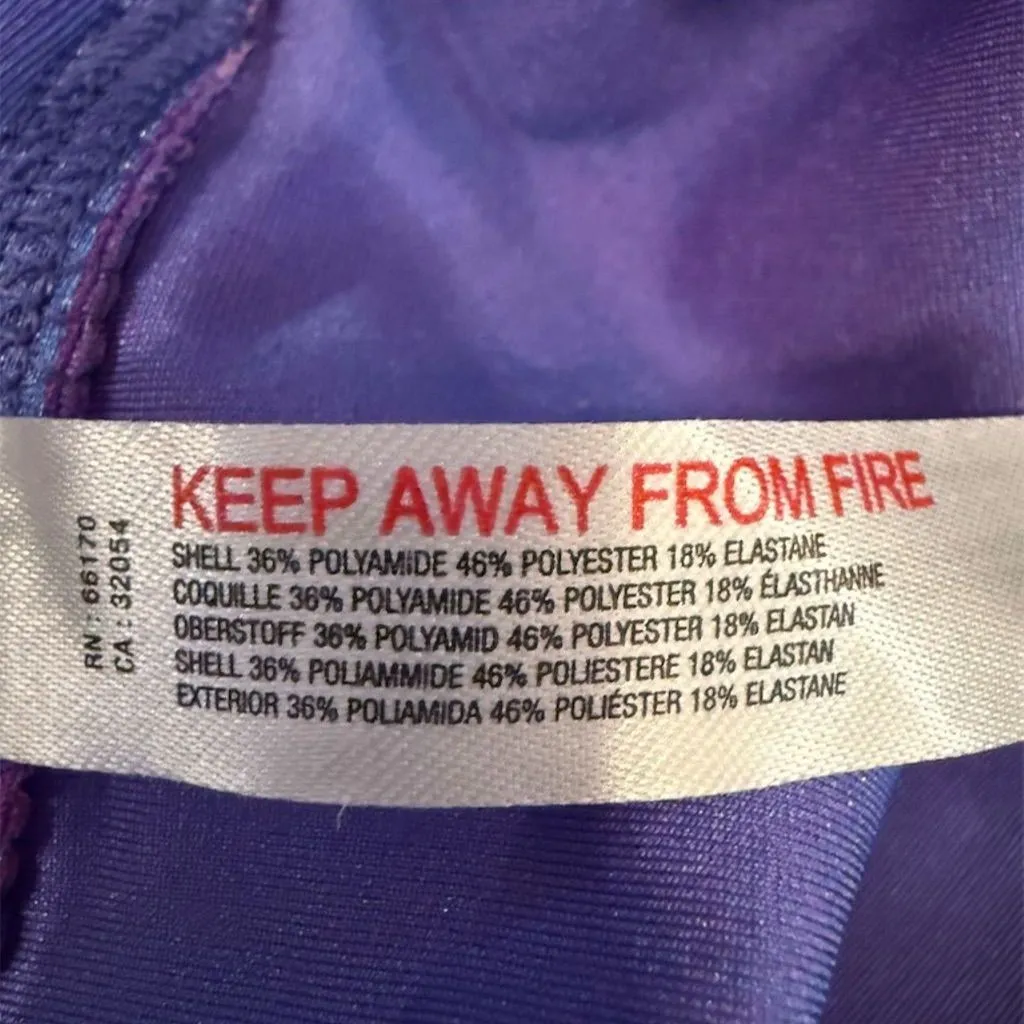 KEEP AWAY FROM FIRE
SHELL 36% POLYAMIDE 46% POLYESTER 18% ELASTANE
COQUILLE 36% POLYAMIDE 46% POLYESTER 18% ÉLASTHANNE
OBERSTOFF 36% POLYAMID 46% POLYESTER 18% ELASTAN
SHELL 36% POLIAMMIDE 46% POLIESTERE 18% ELASTAN
EXTERIOR 36% POLIAMIDA 46% POLIÉSTER 18% ELASTANE
RN : 66170
CA : 32054